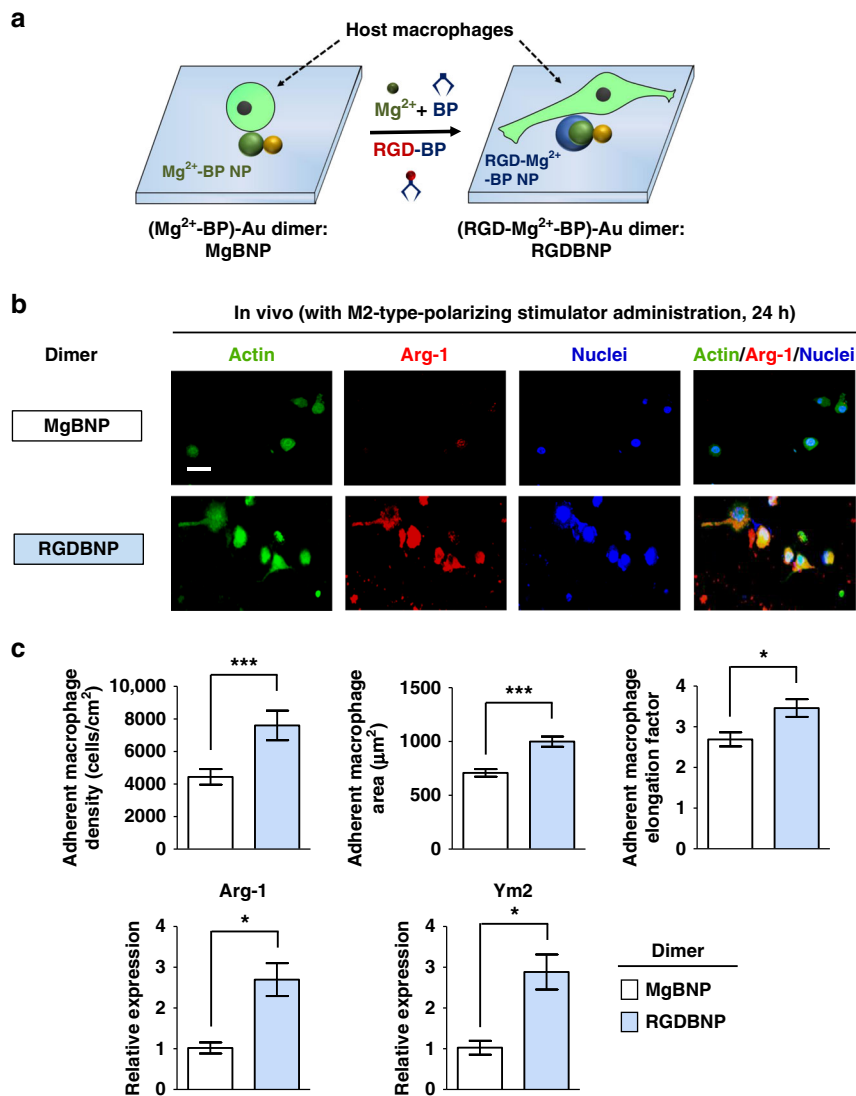 a
Host macrophages
Mg²⁺+ BP
RGD-BP
Mg²⁺-BP NP
RGD-Mg²⁺
-BP NP
(Mg²⁺-BP)-Au dimer:
MgBNP
(RGD-Mg²⁺-BP)-Au dimer:
RGDBNP
b
In vivo (with M2-type-polarizing stimulator administration, 24 h)
Dimer
Actin
Arg-1
Nuclei
Actin/Arg-1/Nuclei
MgBNP
RGDBNP
c
Adherent macrophage
density (cells/cm²)
10,000
8000
6000
4000
2000
0
***
Adherent macrophage
area (μm²)
1500
1000
500
0
***
Adherent macrophage
elongation factor
4
3
2
1
0
*
Arg-1
Relative expression
4
3
2
1
0
*
Ym2
Relative expression
4
3
2
1
0
*
Dimer
MgBNP
RGDBNP